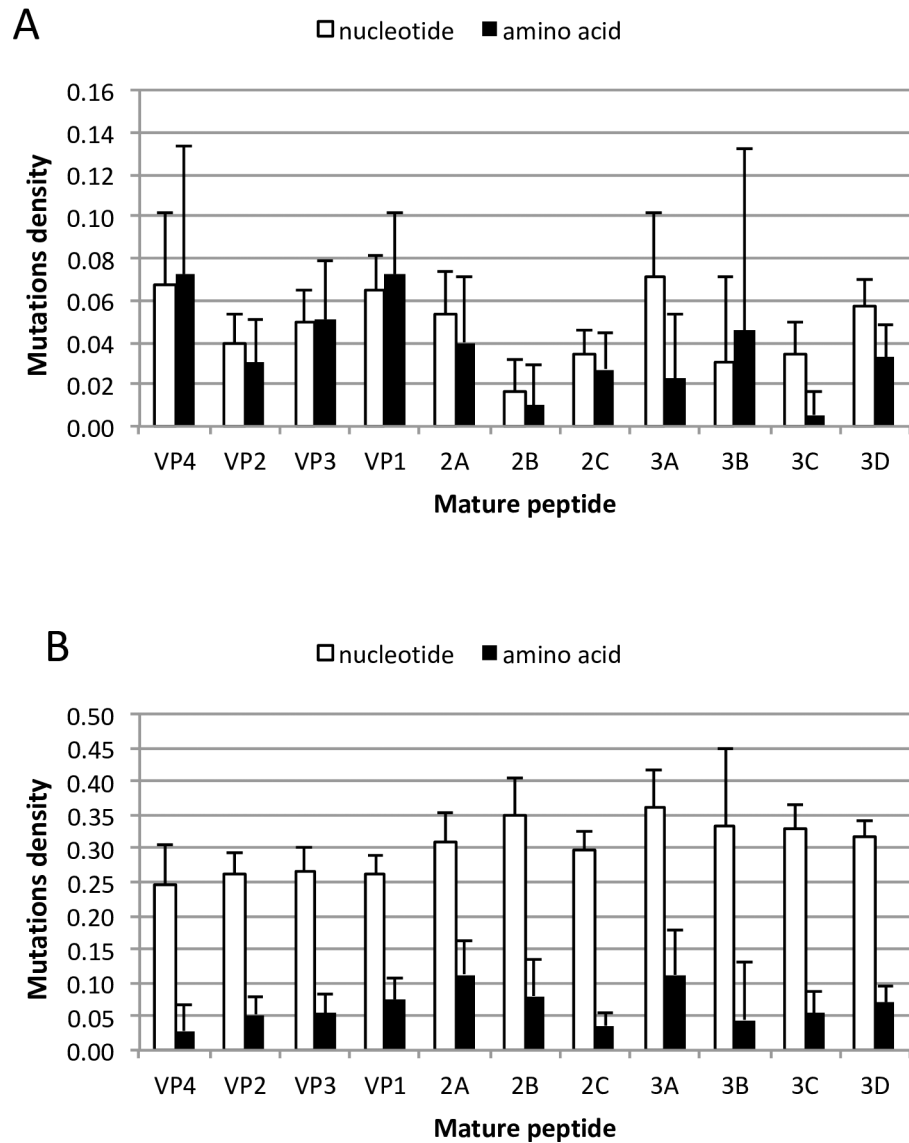 A
nucleotide amino acid
0.16
0.14
0.12
0.10
0.08
0.06
0.04
0.02
0.00
Mutations density
VP4 VP2 VP3 VP1 2A 2B 2C 3A 3B 3C 3D
Mature peptide
B
nucleotide amino acid
0.50
0.45
0.40
0.35
0.30
0.25
0.20
0.15
0.10
0.05
0.00
Mutations density
VP4 VP2 VP3 VP1 2A 2B 2C 3A 3B 3C 3D
Mature peptide